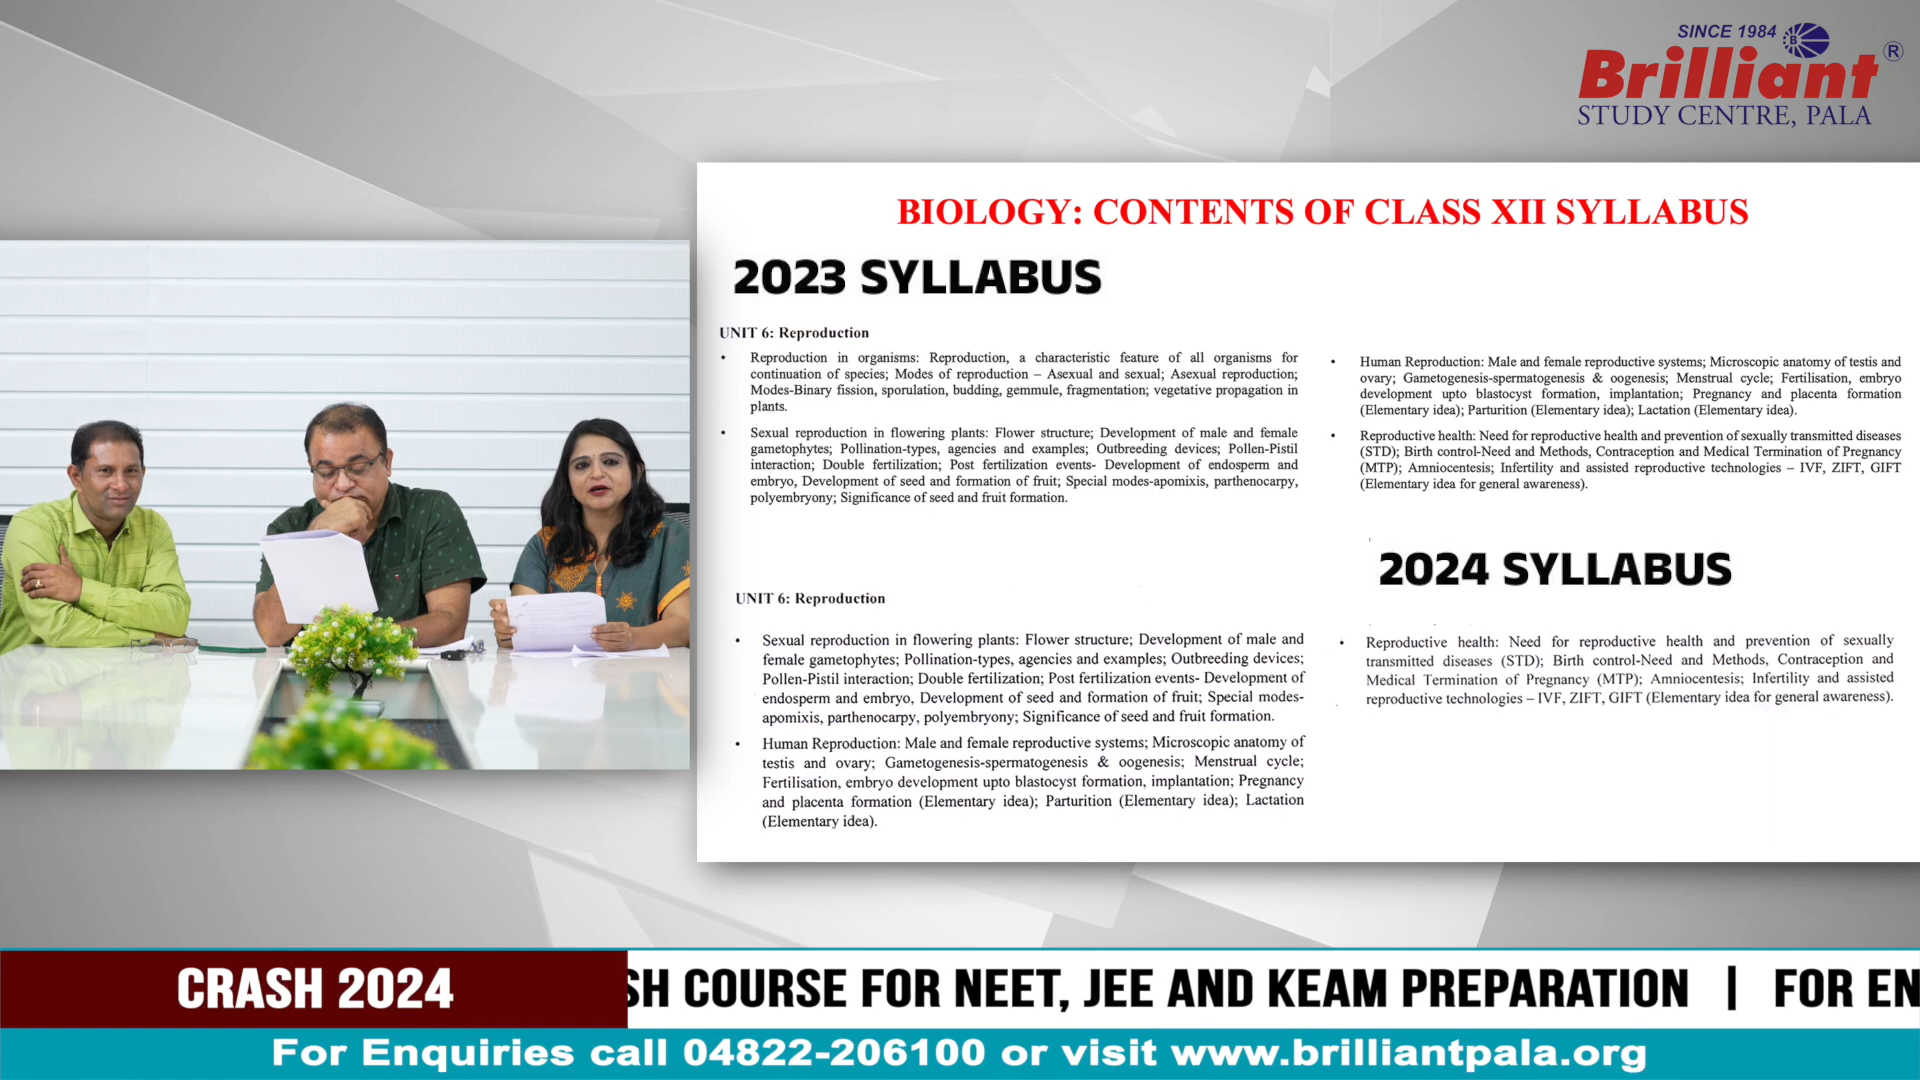 SINCE 1984
Brilliant ®
STUDY CENTRE, PALA
BIOLOGY: CONTENTS OF CLASS XII SYLLABUS
2023 SYLLABUS
UNIT 6: Reproduction
• Reproduction in organisms: Reproduction, a characteristic feature of all organisms for
continuation of species; Modes of reproduction – Asexual and sexual; Asexual reproduction;
Modes-Binary fission, sporulation, budding, gemmule, fragmentation; vegetative propagation in
plants.
• Sexual reproduction in flowering plants: Flower structure; Development of male and female
gametophytes; Pollination-types, agencies and examples; Outbreeding devices; Pollen-Pistil
interaction; Double fertilization; Post fertilization events- Development of endosperm and
embryo, Development of seed and formation of fruit; Special modes-apomixis, parthenocarpy,
polyembryony; Significance of seed and fruit formation.
• Human Reproduction: Male and female reproductive systems; Microscopic anatomy of testis and
ovary; Gametogenesis-spermatogenesis & oogenesis; Menstrual cycle; Fertilisation, embryo
development upto blastocyst formation, implantation; Pregnancy and placenta formation
(Elementary idea); Parturition (Elementary idea); Lactation (Elementary idea).
• Reproductive health: Need for reproductive health and prevention of sexually transmitted diseases
(STD); Birth control-Need and Methods, Contraception and Medical Termination of Pregnancy
(MTP); Amniocentesis; Infertility and assisted reproductive technologies – IVF, ZIFT, GIFT
(Elementary idea for general awareness).
2024 SYLLABUS
UNIT 6: Reproduction
• Sexual reproduction in flowering plants: Flower structure; Development of male and
female gametophytes; Pollination-types, agencies and examples; Outbreeding devices;
Pollen-Pistil interaction; Double fertilization; Post fertilization events- Development of
endosperm and embryo, Development of seed and formation of fruit; Special modes-
apomixis, parthenocarpy, polyembryony; Significance of seed and fruit formation.
• Human Reproduction: Male and female reproductive systems; Microscopic anatomy of
testis and ovary; Gametogenesis-spermatogenesis & oogenesis; Menstrual cycle;
Fertilisation, embryo development upto blastocyst formation, implantation; Pregnancy
and placenta formation (Elementary idea); Parturition (Elementary idea); Lactation
(Elementary idea).
• Reproductive health: Need for reproductive health and prevention of sexually
transmitted diseases (STD); Birth control-Need and Methods, Contraception and
Medical Termination of Pregnancy (MTP); Amniocentesis; Infertility and assisted
reproductive technologies – IVF, ZIFT, GIFT (Elementary idea for general awareness).
CRASH 2024
SH COURSE FOR NEET, JEE AND KEAM PREPARATION | FOR EN
For Enquiries call 04822-206100 or visit www.brilliantpala.org